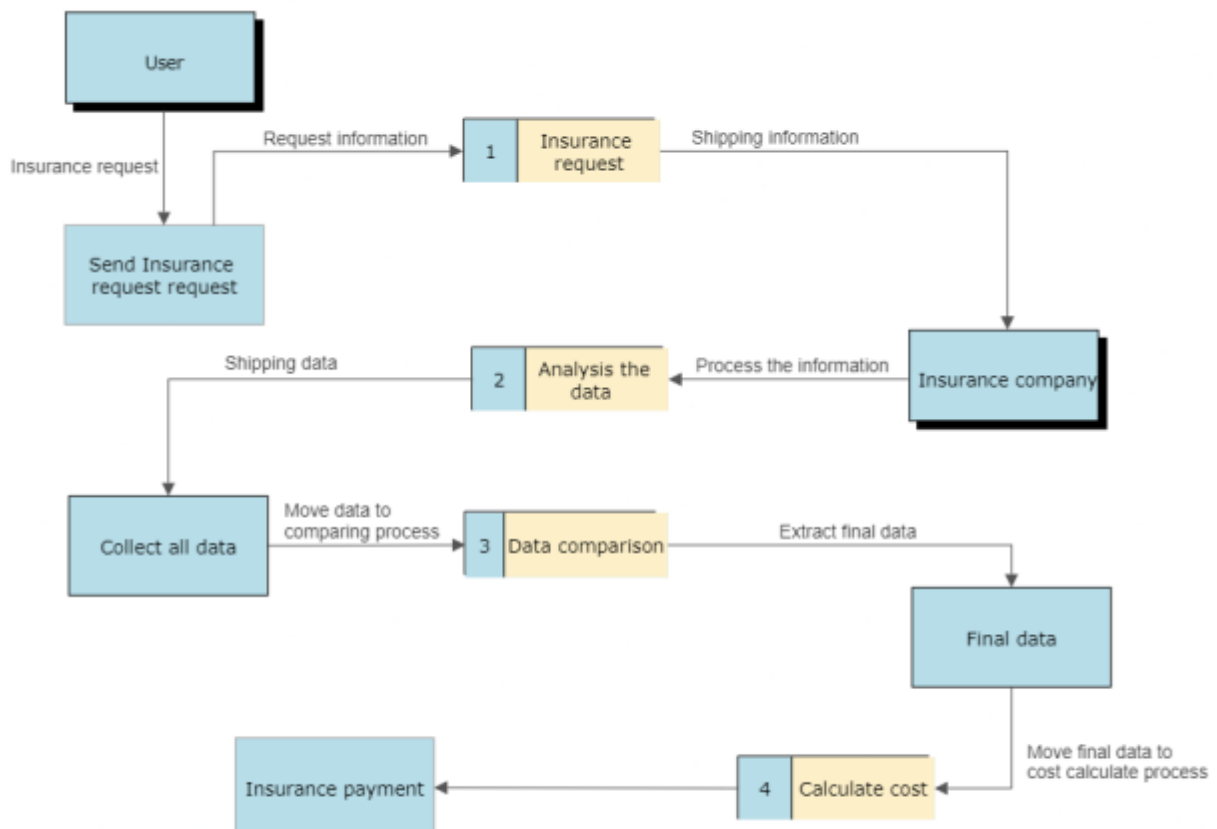 User
Insurance request
Request information
1
Insurance
request
Shipping information
Send Insurance
request request
Insurance company
Process the information
2
Analysis the
data
Shipping data
Collect all data
Move data to
comparing process
3
Data comparison
Extract final data
Final data
Move final data to
cost calculate process
4
Calculate cost
Insurance payment